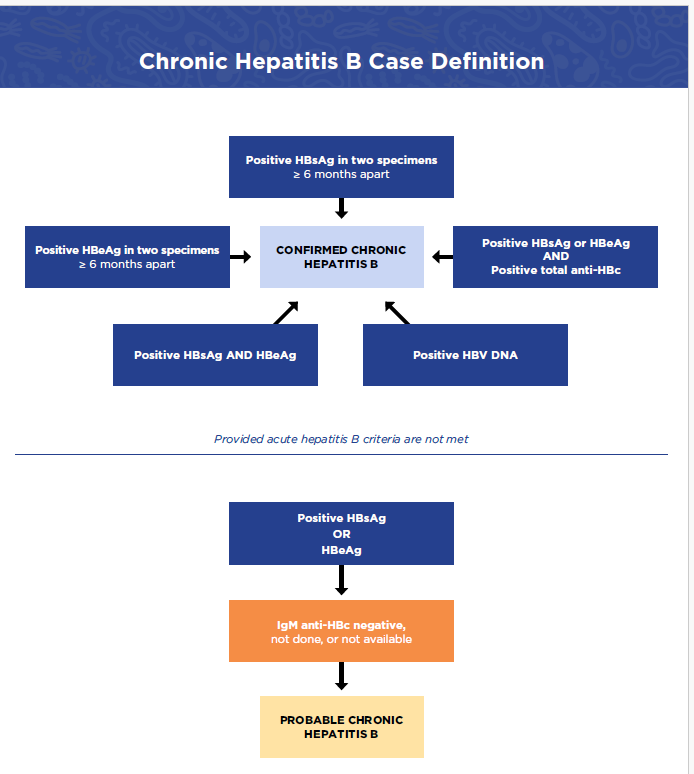 Chronic Hepatitis B Case Definition
Positive HBsAg in two specimens
≥ 6 months apart
Positive HBeAg in two specimens
≥ 6 months apart
CONFIRMED CHRONIC
HEPATITIS B
Positive HBsAg or HBeAg
AND
Positive total anti-HBc
Positive HBsAg AND HBeAg
Positive HBV DNA
Provided acute hepatitis B criteria are not met
Positive HBsAg
OR
HBeAg
IgM anti-HBc negative,
not done, or not available
PROBABLE CHRONIC
HEPATITIS B